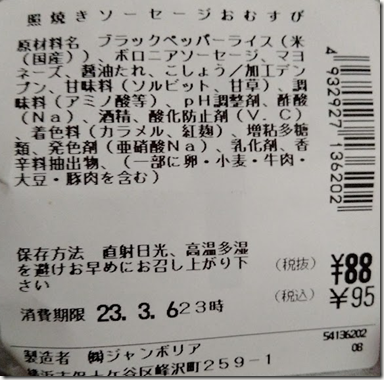 照焼きソーセージおむすび
原材料名　ブラックペッパーライス（米
（国産））、ボロニアソーセージ、マヨ
ネーズ、醤油たれ、こしょう／加工デン
プン、甘味料（ソルビット、甘草）、調
味料（アミノ酸等）、pH調整剤、酢酸
（Na）、酒精、酸化防止剤（V.C）
、着色料（カラメル、紅麹）、増粘多糖
類、発色剤（亜硝酸Na）、乳化剤、香
辛料抽出物、（一部に卵・小麦・牛肉・
大豆・豚肉を含む）
4932927136202
保存方法　直射日光、高温多湿
を避けお早めにお召し上がり下
さい
（税抜）¥88
（税込）¥95
消費期限 23.3.6 23時
54136202
08
製造者　㈱ジャンボリア
横浜市保土ケ谷区峰沢町259-1